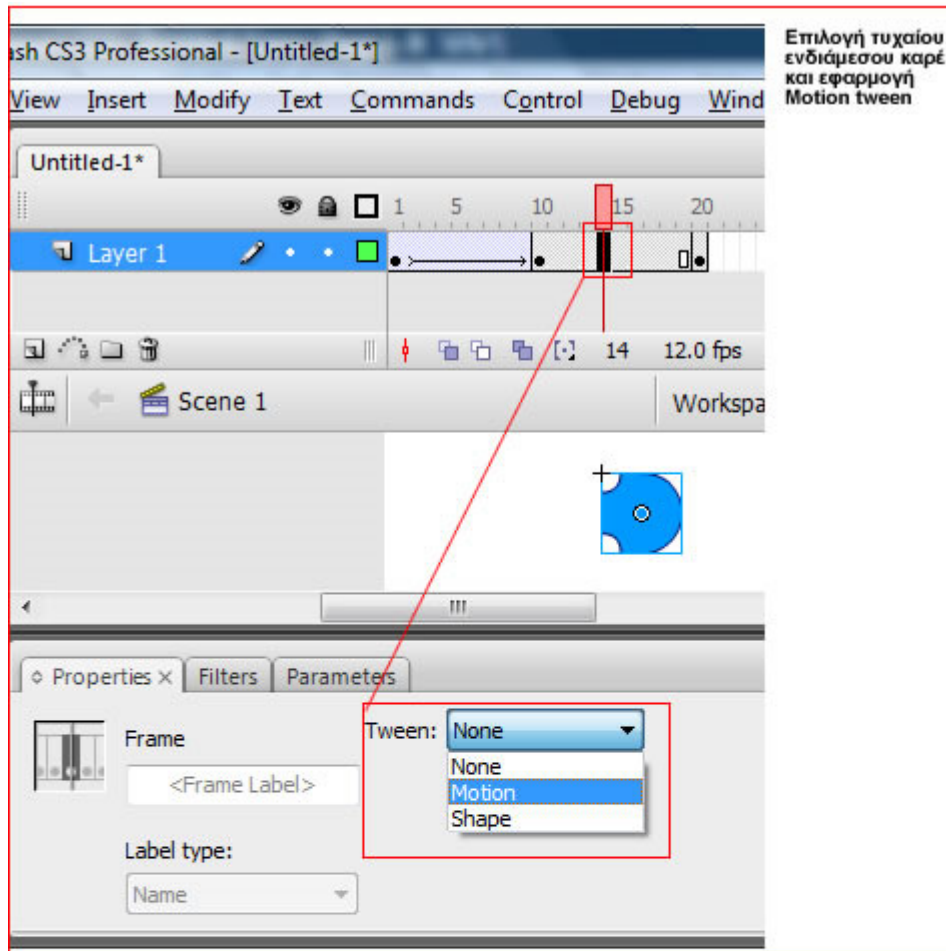 ash CS3 Professional - [Untitled-1*]
Επιλογή τυχαίου
ενδιάμεσου καρέ
και εφαρμογή
Motion tween
View Insert Modify Text Commands Control Debug Wind
Untitled-1*
1 5 10 15 20
Layer 1
14 12.0 fps
Scene 1
Workspa
Properties × Filters Parameters
Frame
Tween: None
<Frame Label>
None
Motion
Shape
Label type:
Name